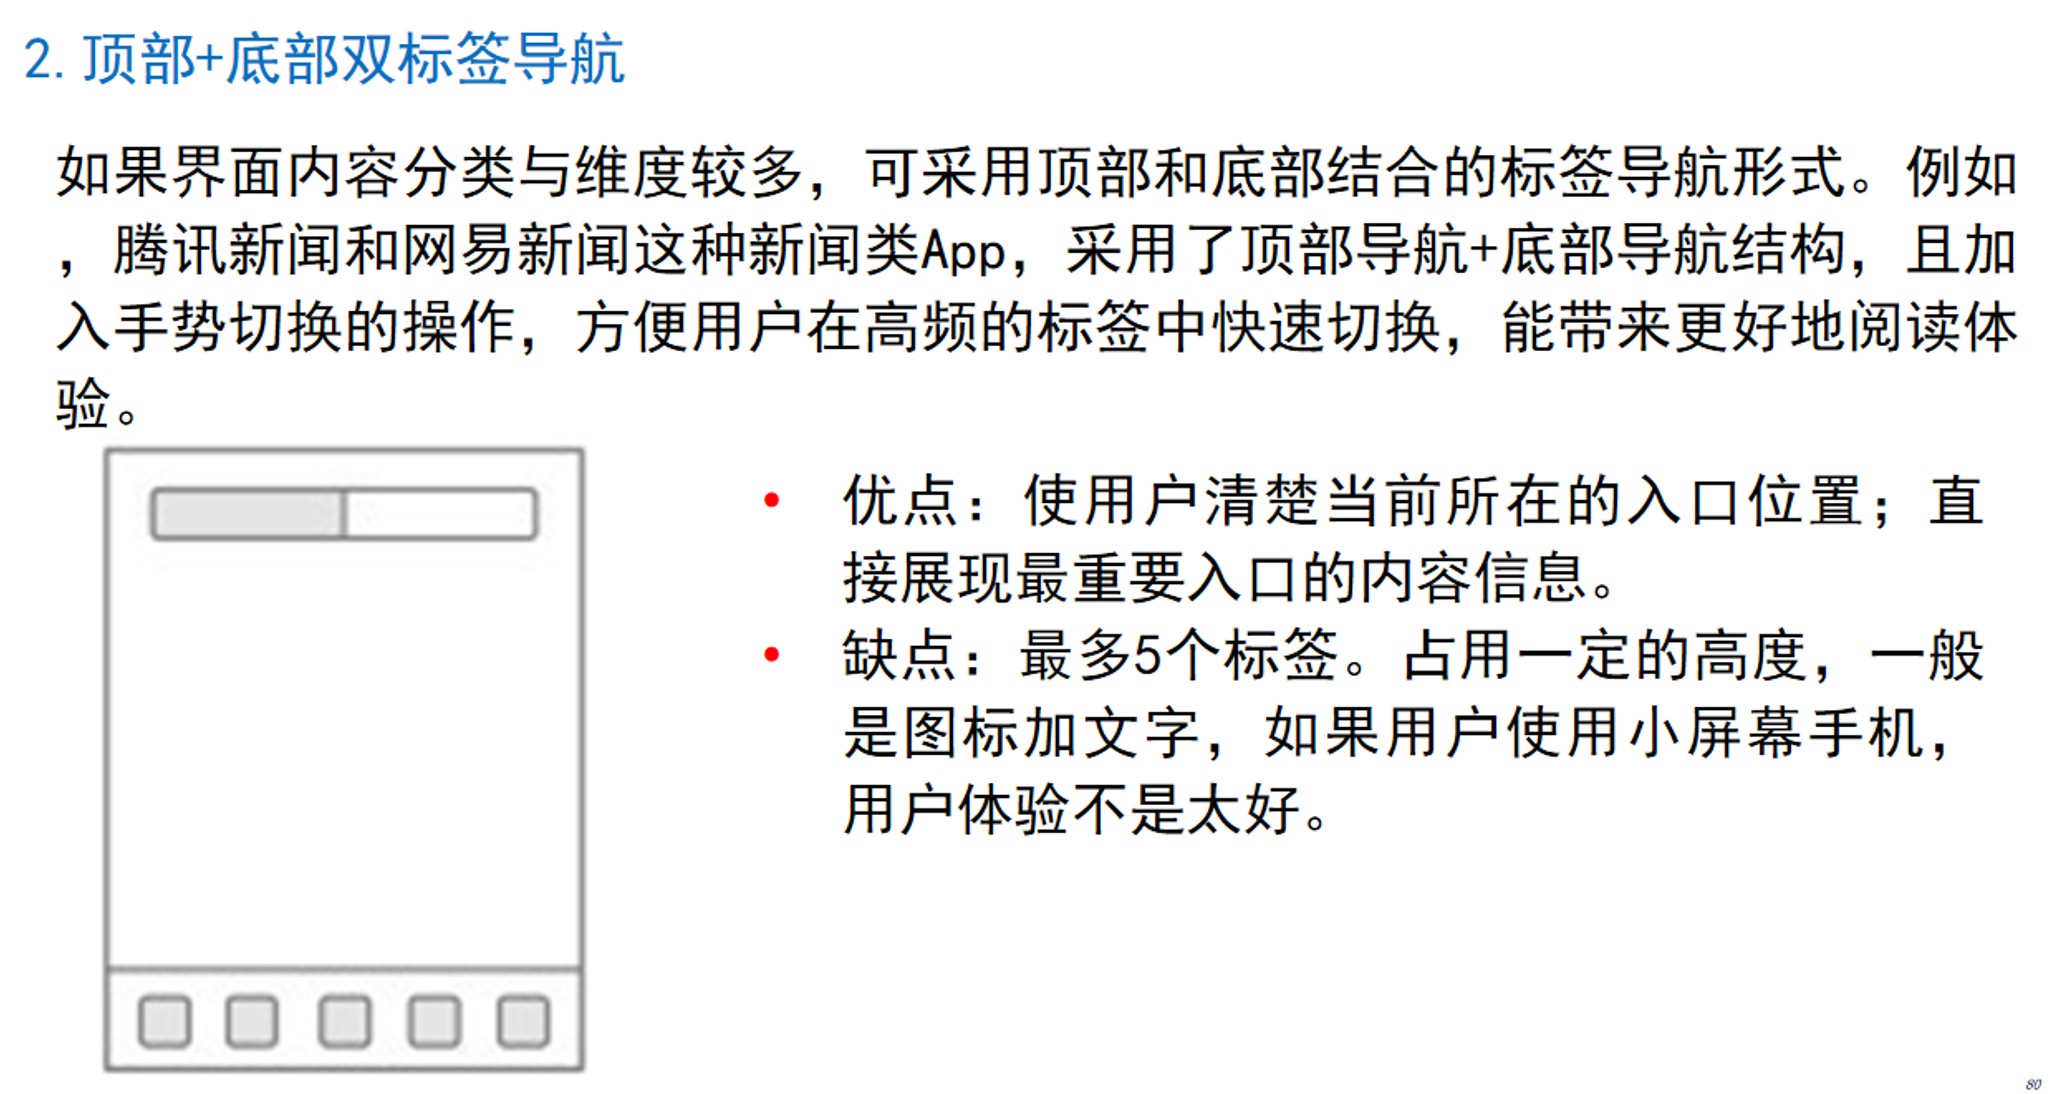 2. 顶部+底部双标签导航
如果界面内容分类与维度较多，可采用顶部和底部结合的标签导航形式。例如
，腾讯新闻和网易新闻这种新闻类App，采用了顶部导航+底部导航结构，且加
入手势切换的操作，方便用户在高频的标签中快速切换，能带来更好地阅读体
验。
• 优点：使用户清楚当前所在的入口位置；直
接展现最重要入口的内容信息。
• 缺点：最多5个标签。占用一定的高度，一般
是图标加文字，如果用户使用小屏幕手机，
用户体验不是太好。
80